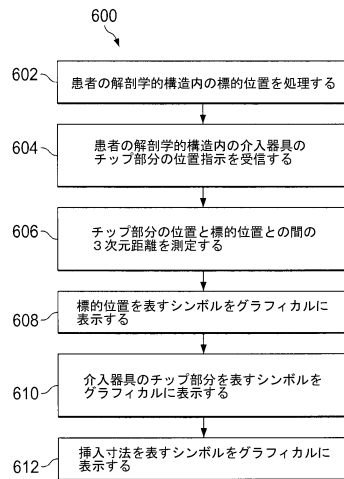 600
602
患者の解剖学的構造内の標的位置を処理する
604
患者の解剖学的構造内の介入器具の
チップ部分の位置指示を受信する
606
チップ部分の位置と標的位置との間の
3次元距離を測定する
608
標的位置を表すシンボルをグラフィカルに
表示する
610
介入器具のチップ部分を表すシンボルを
グラフィカルに表示する
612
挿入寸法を表すシンボルをグラフィカルに
表示する